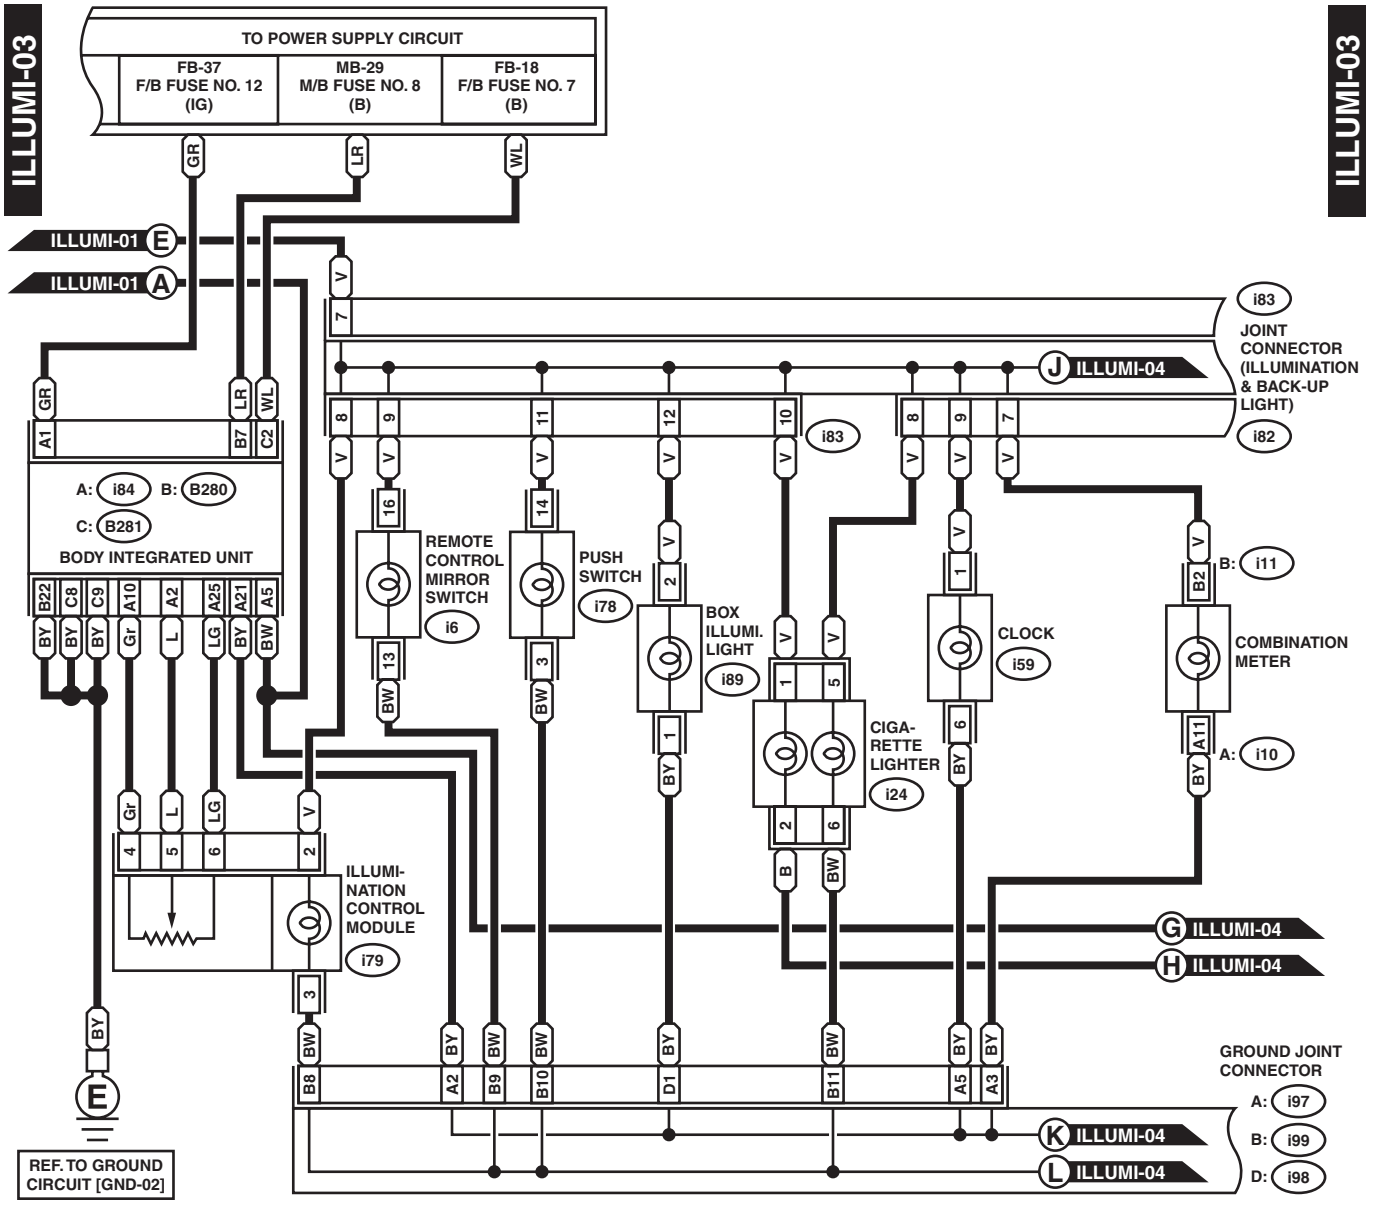 ILLUMI-03
ILLUMI-03
TO POWER SUPPLY CIRCUIT
FB-37
F/B FUSE NO. 12
(IG)
MB-29
M/B FUSE NO. 8
(B)
FB-18
F/B FUSE NO. 7
(B)
GR
LR
WL
ILLUMI-01 E
ILLUMI-01 A
V
7
i83
JOINT
CONNECTOR
(ILLUMINATION
& BACK-UP
LIGHT)
i82
J ILLUMI-04
GR LR WL
A1 B7 C2
8 9 11 12 10 8 9 7
i83
V V V V V V V V
A: i84 B: B280
C: B281
BODY INTEGRATED UNIT
B22 C8 C9 A10 A2 A25 A21 A5
BY BY BY Gr L LG BY BW
16
REMOTE
CONTROL
MIRROR
SWITCH
i6
13
BW
14
PUSH
SWITCH
i78
3
BW
V
2
BOX
ILLUMI.
LIGHT
i89
1
BY
V V
1 5
CIGA-
RETTE
LIGHTER
i24
2 6
B BW
V
1
CLOCK
i59
6
BY
V
B: i11
B2
COMBINATION
METER
A11
A: i10
BY
Gr L LG V
4 5 6 2
ILLUMI-
NATION
CONTROL
MODULE
i79
3
G ILLUMI-04
H ILLUMI-04
BY
E
REF. TO GROUND
CIRCUIT [GND-02]
BW BY BW BW BY BW BY BY
B8 A2 B9 B10 D1 B11 A5 A3
GROUND JOINT
CONNECTOR
A: i97
B: i99
D: i98
K ILLUMI-04
L ILLUMI-04